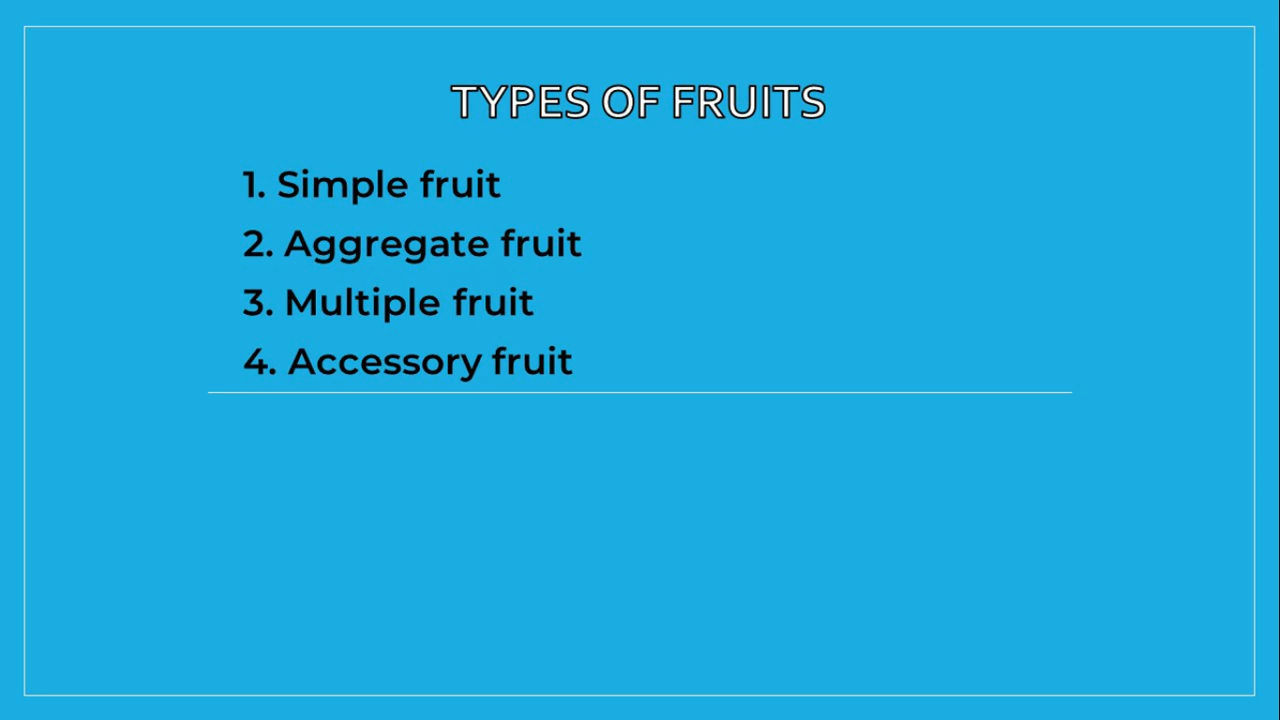 TYPES OF FRUITS
1. Simple fruit
2. Aggregate fruit
3. Multiple fruit
4. Accessory fruit